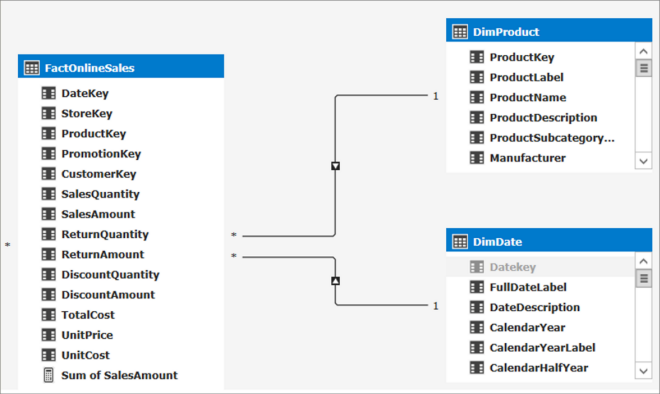 FactOnlineSales
DateKey
StoreKey
ProductKey
PromotionKey
CustomerKey
SalesQuantity
SalesAmount
ReturnQuantity
ReturnAmount
DiscountQuantity
DiscountAmount
TotalCost
UnitPrice
UnitCost
Sum of SalesAmount
*
*
*
1
1
DimProduct
ProductKey
ProductLabel
ProductName
ProductDescription
ProductSubcategory...
Manufacturer
DimDate
Datekey
FullDateLabel
DateDescription
CalendarYear
CalendarYearLabel
CalendarHalfYear